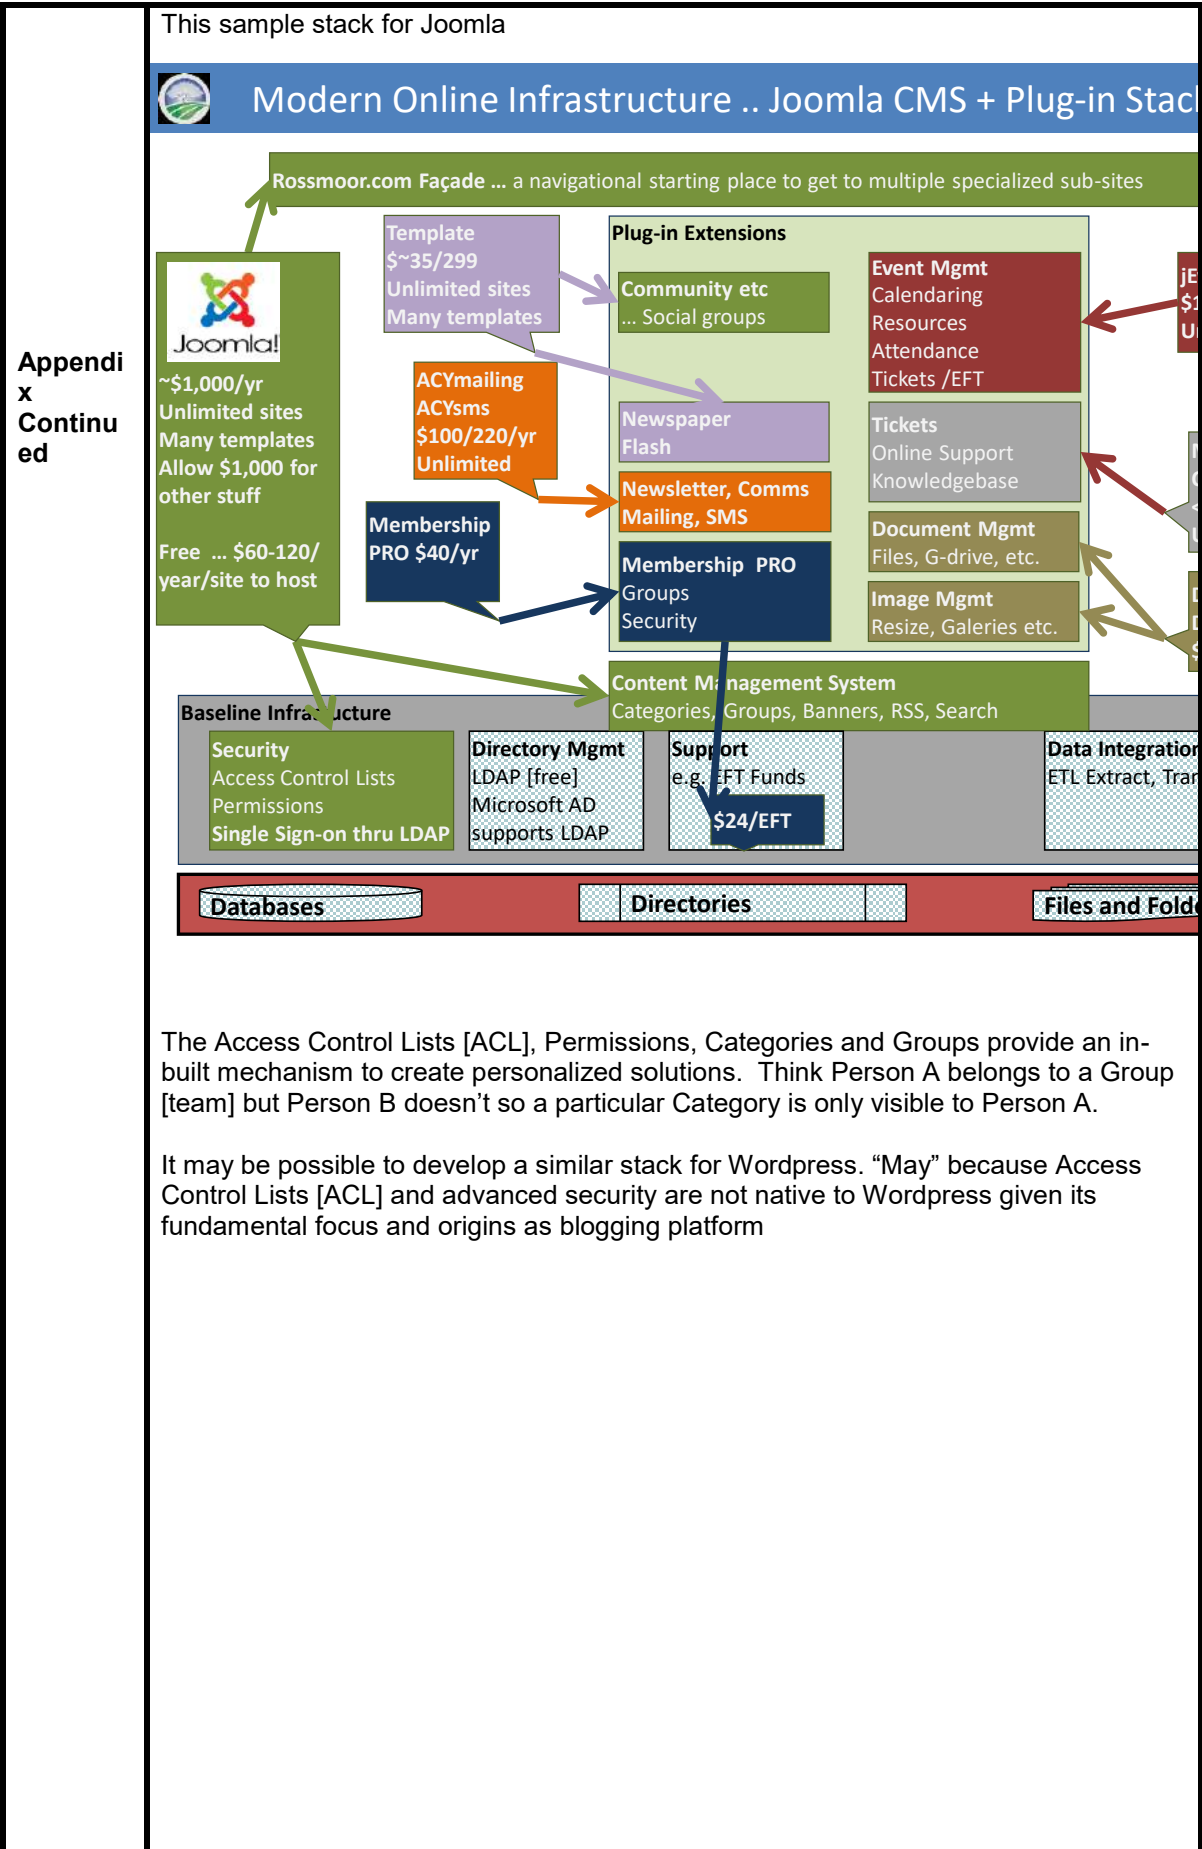 This sample stack for Joomla
Modern Online Infrastructure .. Joomla CMS + Plug-in Stac
Rossmoor.com Façade ... a navigational starting place to get to multiple specialized sub-sites
Appendi
x
Continu
ed
Joomla!
~$1,000/yr
Unlimited sites
Many templates
Allow $1,000 for
other stuff
Free ... $60-120/
year/site to host
Template
$~35/299
Unlimited sites
Many templates
ACYmailing
ACYsms
$100/220/yr
Unlimited
Membership
PRO $40/yr
Plug-in Extensions
Community etc
... Social groups
Newspaper
Flash
Newsletter, Comms
Mailing, SMS
Membership PRO
Groups
Security
Event Mgmt
Calendaring
Resources
Attendance
Tickets /EFT
Tickets
Online Support
Knowledgebase
Document Mgmt
Files, G-drive, etc.
Image Mgmt
Resize, Galeries etc.
jE
$1
Content Management System
Categories, Groups, Banners, RSS, Search
Baseline Infrastructure
Security
Access Control Lists
Permissions
Single Sign-on thru LDAP
Directory Mgmt
LDAP [free]
Microsoft AD
supports LDAP
Support
e.g. EFT Funds
$24/EFT
Data Integration
ETL Extract, Tran
Databases
Directories
Files and Folde
The Access Control Lists [ACL], Permissions, Categories and Groups provide an in-
built mechanism to create personalized solutions. Think Person A belongs to a Group
[team] but Person B doesn’t so a particular Category is only visible to Person A.
It may be possible to develop a similar stack for Wordpress. “May” because Access
Control Lists [ACL] and advanced security are not native to Wordpress given its
fundamental focus and origins as blogging platform